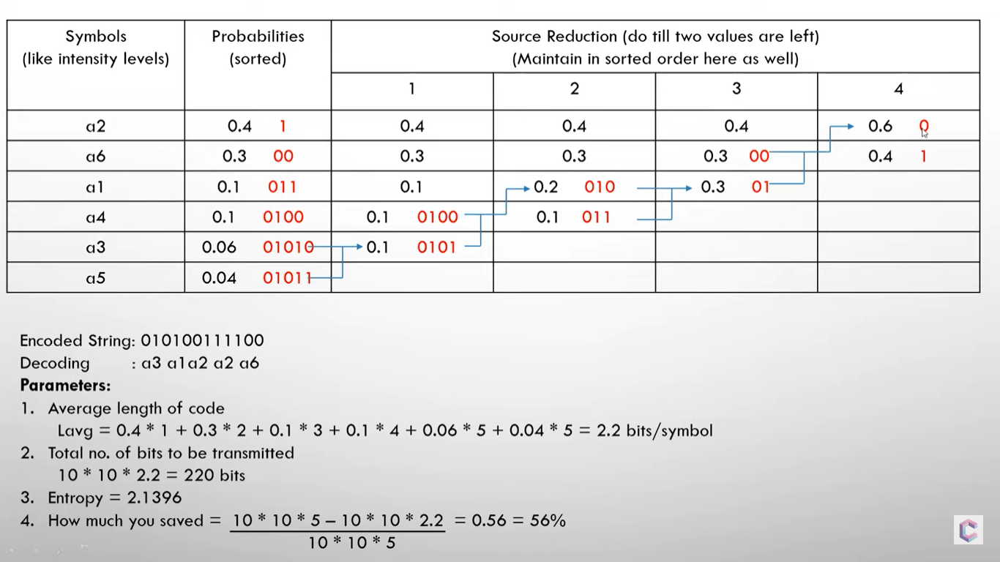 Symbols Probabilities Source Reduction (do till two values are left)
(like intensity levels) (sorted) (Maintain in sorted order here as well)
1 2 3 4
a2 0.4 1 0.4 0.4 0.4 0.6 0
a6 0.3 00 0.3 0.3 0.3 00 0.4 1
a1 0.1 011 0.1 0.2 010 0.3 01
a4 0.1 0100 0.1 0100 0.1 011
a3 0.06 01010 0.1 0101
a5 0.04 01011
Encoded String: 010100111100
Decoding : a3 a1a2 a2 a6
Parameters:
1. Average length of code
Lavg = 0.4 * 1 + 0.3 * 2 + 0.1 * 3 + 0.1 * 4 + 0.06 * 5 + 0.04 * 5 = 2.2 bits/symbol
2. Total no. of bits to be transmitted
10 * 10 * 2.2 = 220 bits
3. Entropy = 2.1396
4. How much you saved = 10 * 10 * 5 – 10 * 10 * 2.2 = 0.56 = 56%
10 * 10 * 5